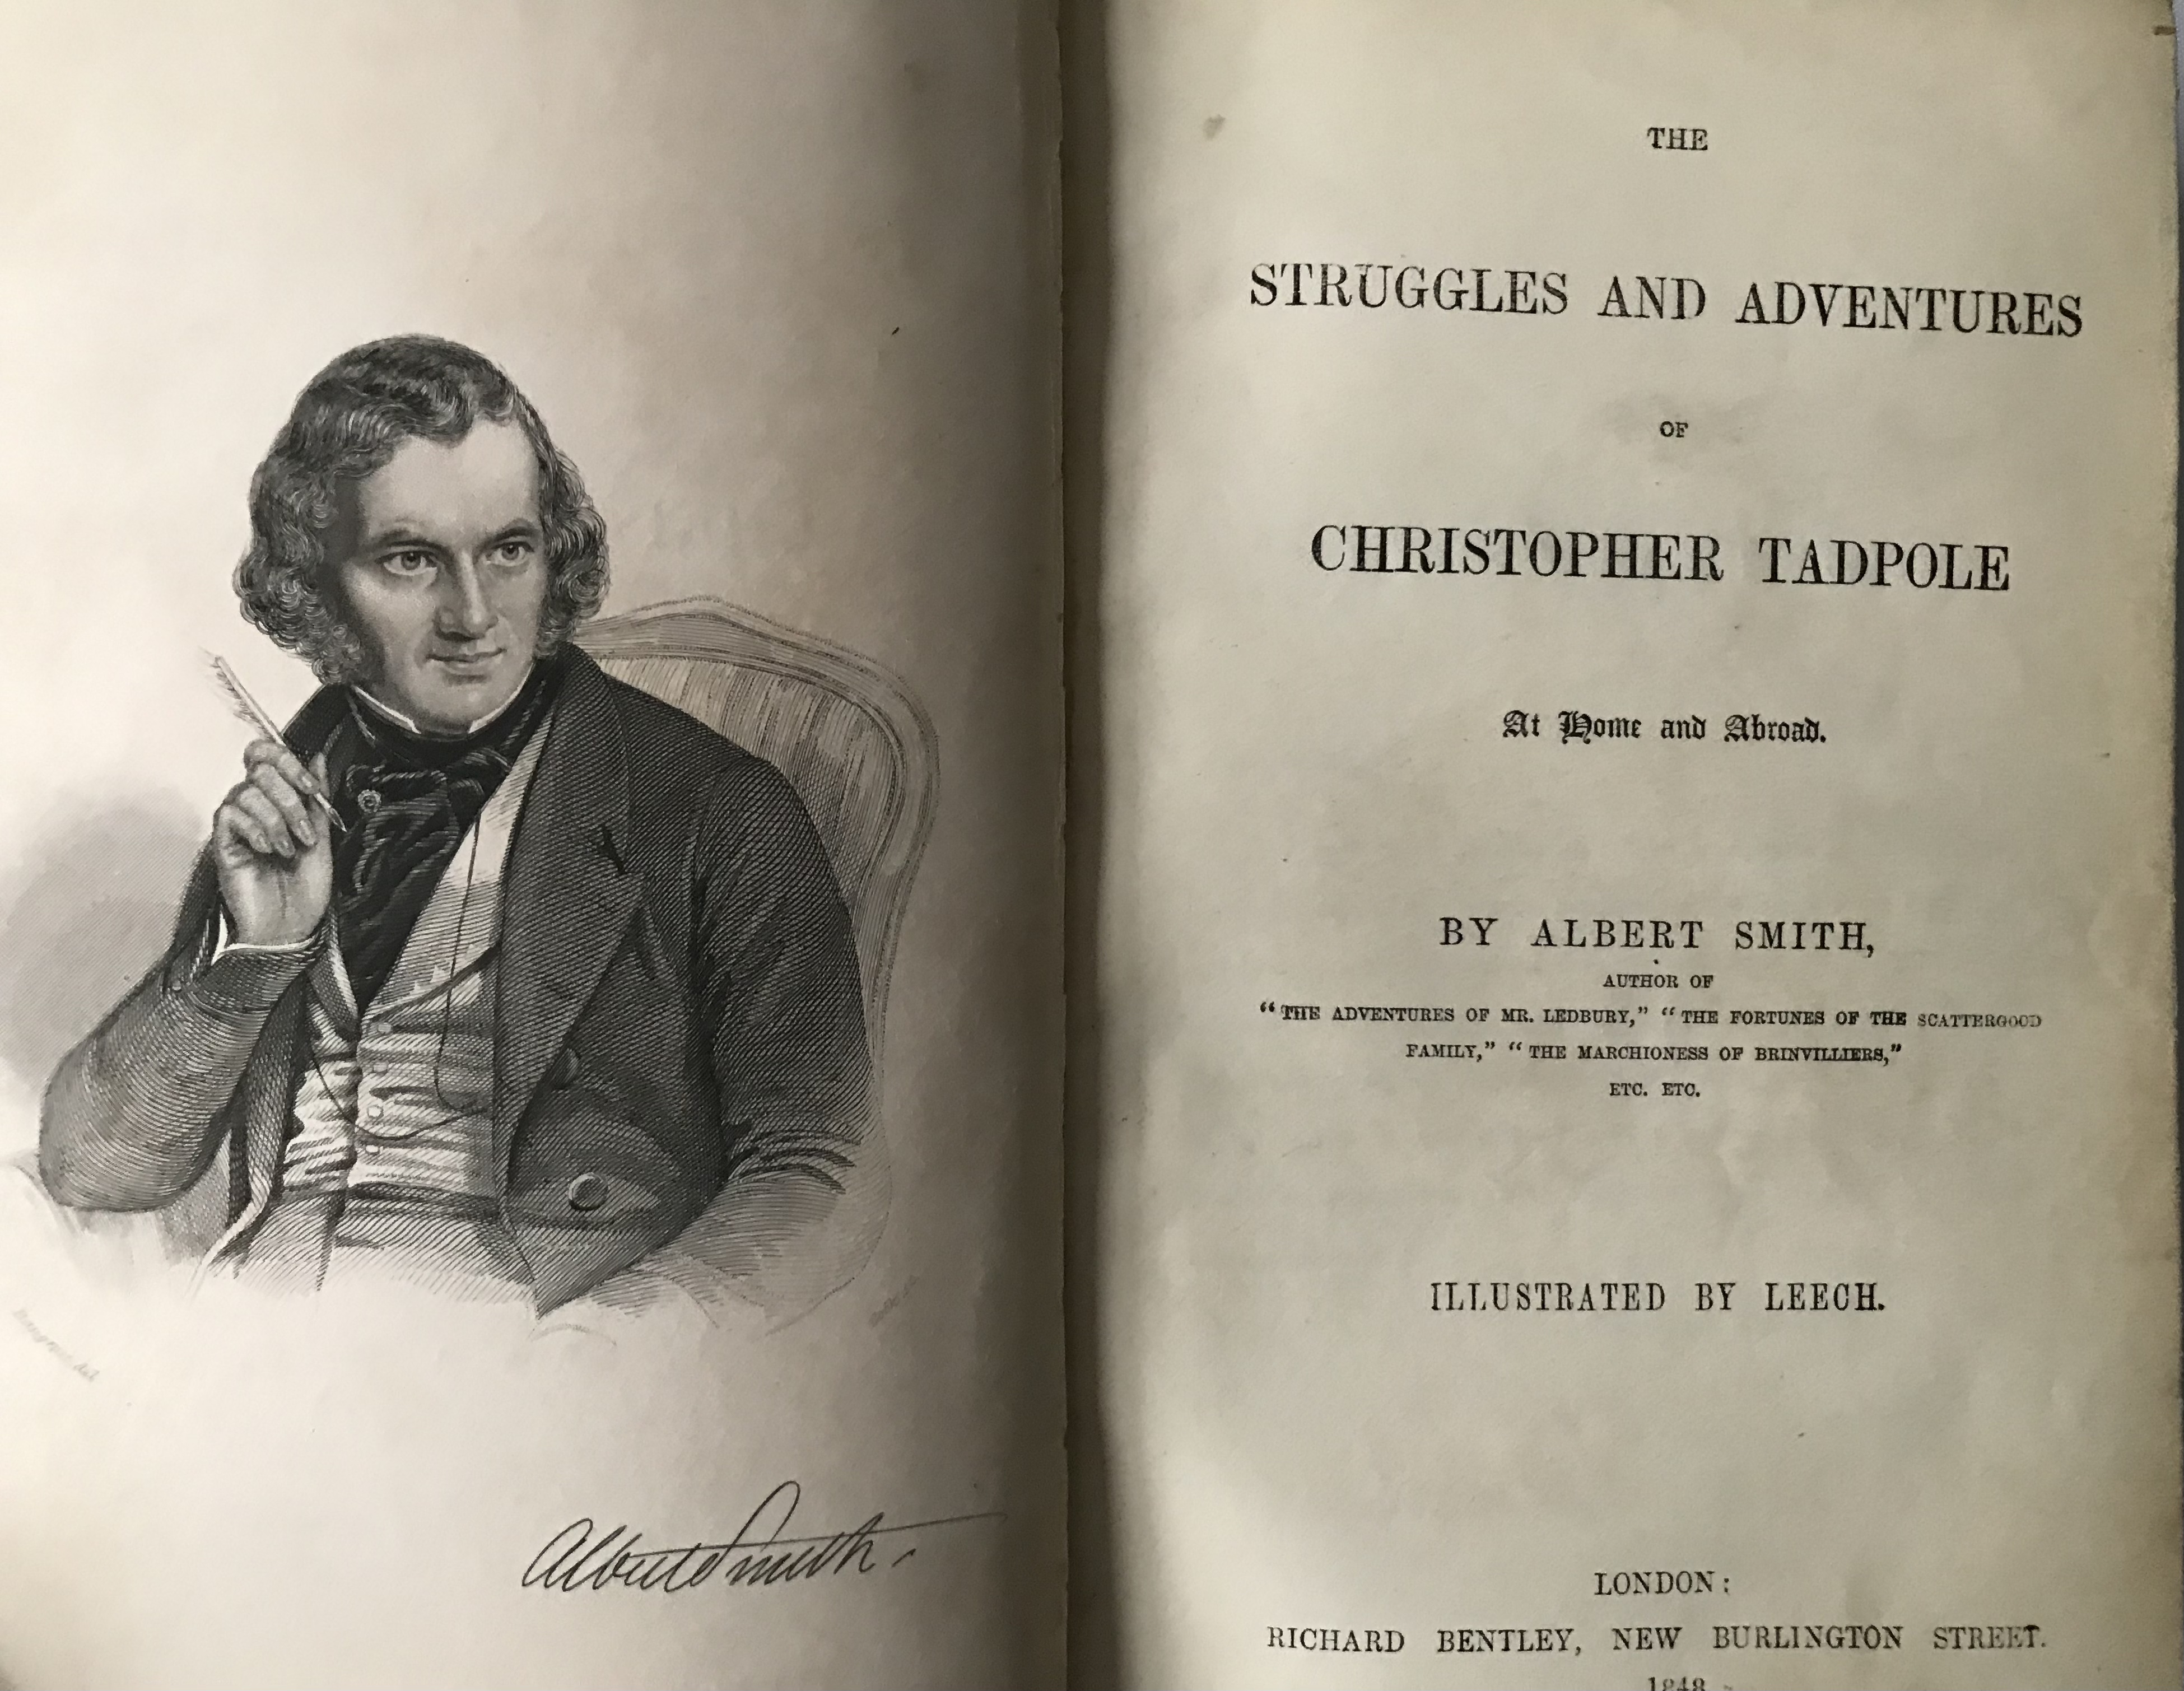 Albert Smith.
THE
STRUGGLES AND ADVENTURES
OF
CHRISTOPHER TADPOLE
At Home and Abroad.
BY ALBERT SMITH,
AUTHOR OF
“THE ADVENTURES OF MR. LEDBURY,” “THE FORTUNES OF THE SCATTERGOOD
FAMILY,” “THE MARCHIONESS OF BRINVILLIERS,”
ETC. ETC.
ILLUSTRATED BY LEECH.
LONDON:
RICHARD BENTLEY, NEW BURLINGTON STREET.
1848